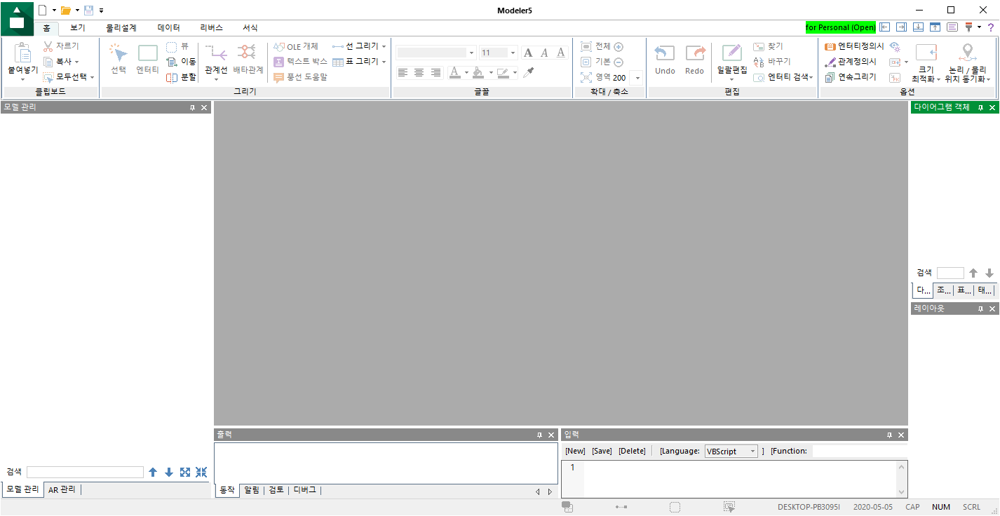 Modeler5
홈 보기 물리설계 데이터 리버스 서식 for Personal (Open) ?
붙여넣기 자르기 복사 모두선택
클립보드
선택 엔터티 뷰 이동 분할 관계선 배타관계 OLE 개체 텍스트 박스 풍선 도움말 선 그리기 표 그리기
그리기
11 A A A A
글꼴
전체 기본 영역 200
확대 / 축소
Undo Redo 일괄편집 찾기 바꾸기 엔터티 검색
편집
엔터티정의시 관계정의시 연속그리기 크기 최적화 논리 / 물리 위치 동기화
옵션
모델 관리
다이어그램 객체
검색
다... 조... 표... 태...
레이아웃
출력
입력
[New] [Save] [Delete] [Language: VBScript ] [Function:
1
검색
모델 관리 AR 관리
동작 알림 검토 디버그
DESKTOP-PB3095I 2020-05-05 CAP NUM SCRL